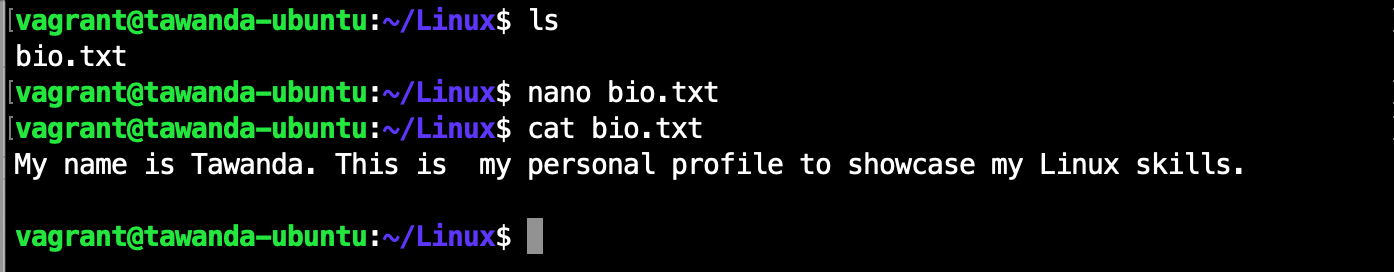 [vagrant@tawanda-ubuntu:~/Linux$ ls
bio.txt
[vagrant@tawanda-ubuntu:~/Linux$ nano bio.txt
[vagrant@tawanda-ubuntu:~/Linux$ cat bio.txt
My name is Tawanda. This is  my personal profile to showcase my Linux skills.
vagrant@tawanda-ubuntu:~/Linux$